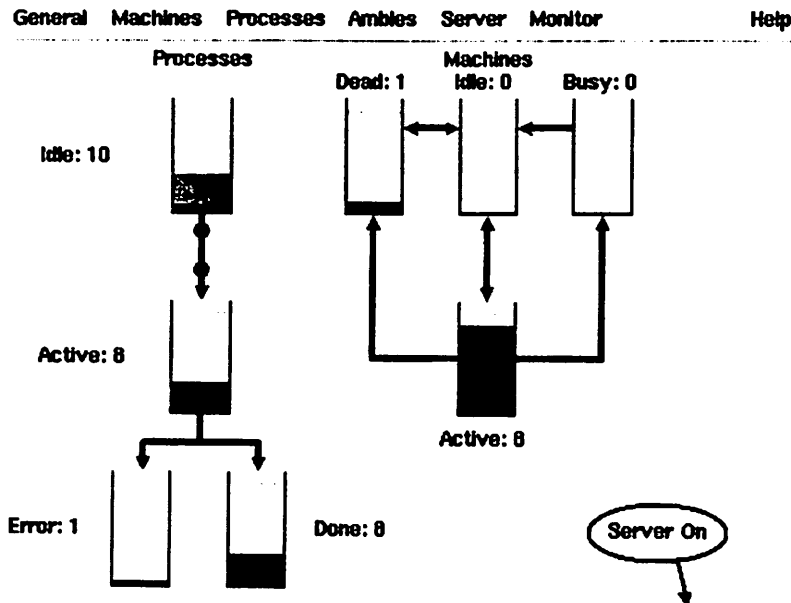 General Machines Processes Ambles Server Monitor Help
Processes
Machines
Dead: 1 Idle: 0 Busy: 0
Idle: 10
Active: 8
Active: 8
Error: 1
Done: 8
Server On